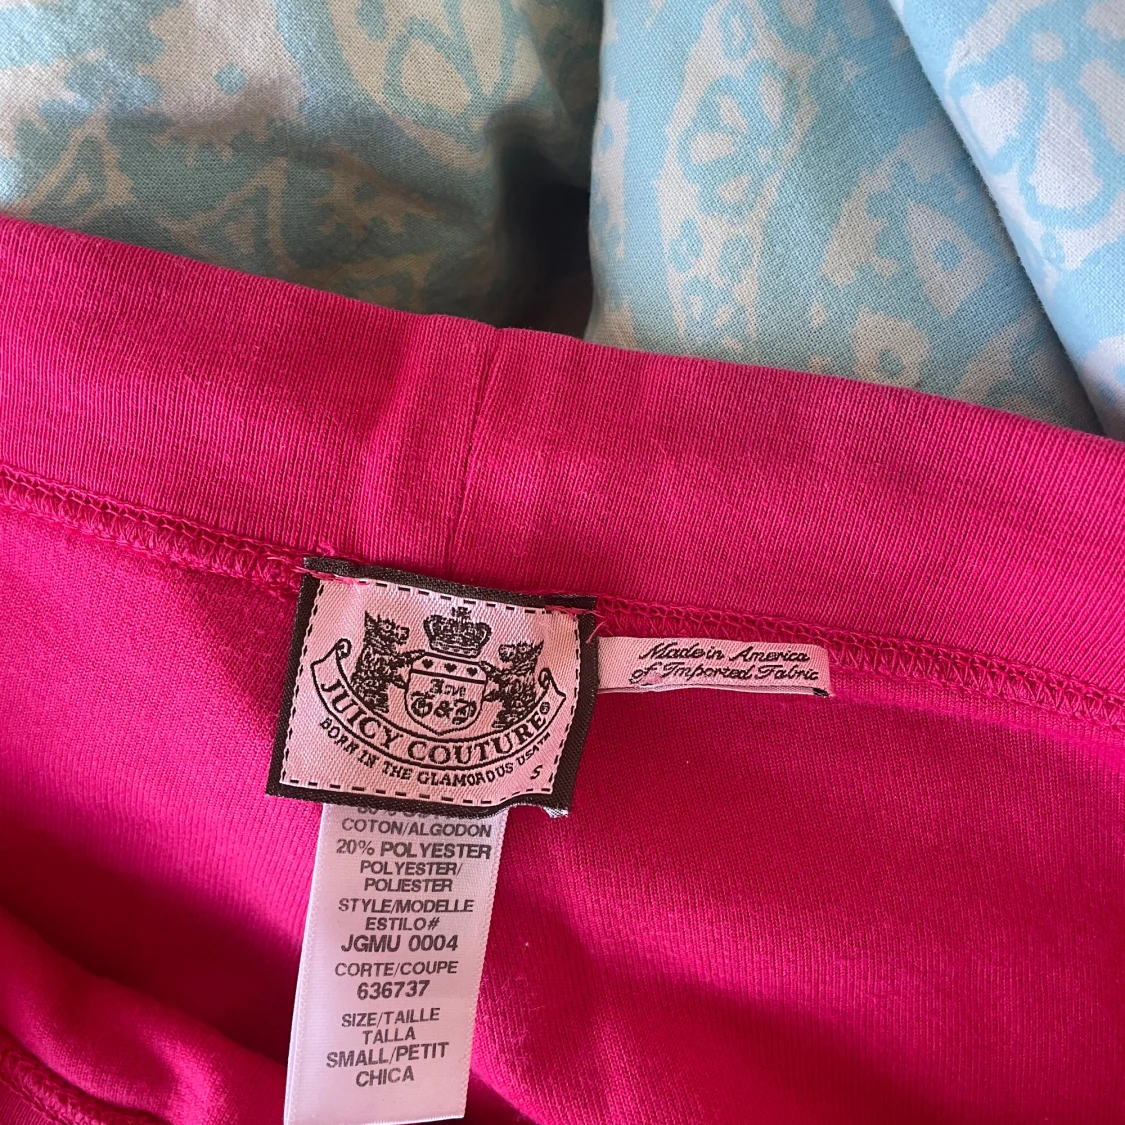 Love
G&P
JUICY COUTURE®
BORN IN THE GLAMOROUS USA™
S
Made in America
of Imported Fabric
COTON/ALGODON
20% POLYESTER
POLYESTER/
POLIESTER
STYLE/MODELLE
ESTILO#
JGMU 0004
CORTE/COUPE
636737
SIZE/TAILLE
TALLA
SMALL/PETIT
CHICA